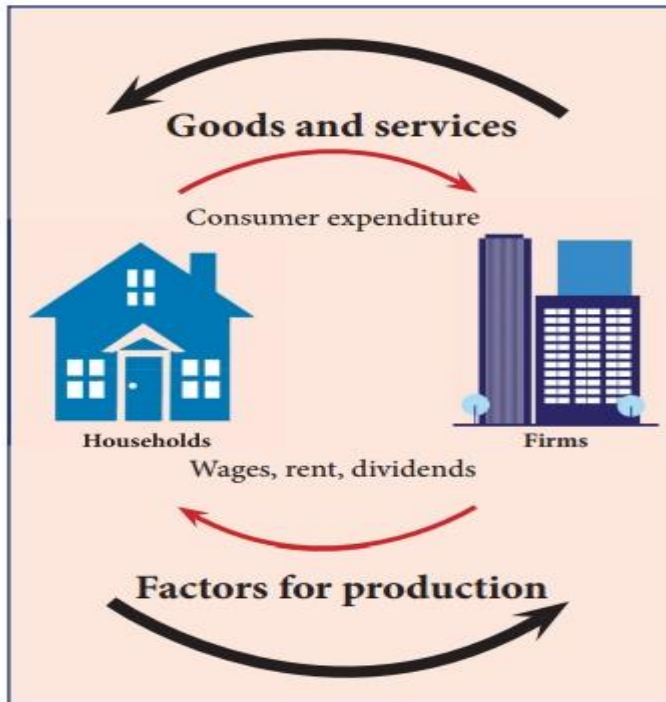 Goods and services
Consumer expenditure
Households
Firms
Wages, rent, dividends
Factors for production